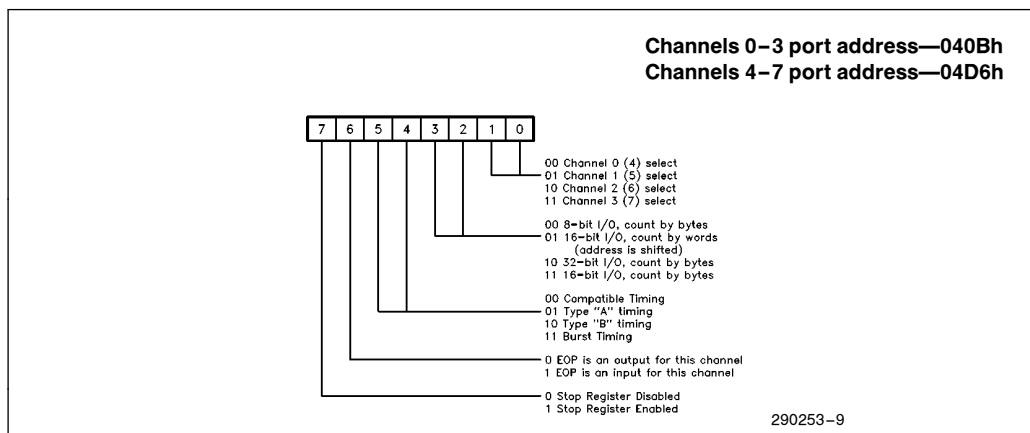 Channels 0–3 port address—040Bh
Channels 4–7 port address—04D6h
7 6 5 4 3 2 1 0
00 Channel 0 (4) select
01 Channel 1 (5) select
10 Channel 2 (6) select
11 Channel 3 (7) select
00 8-bit I/O, count by bytes
01 16-bit I/O, count by words
(address is shifted)
10 32-bit I/O, count by bytes
11 16-bit I/O, count by bytes
00 Compatible Timing
01 Type "A" timing
10 Type "B" timing
11 Burst Timing
0 EOP is an output for this channel
1 EOP is an input for this channel
0 Stop Register Disabled
1 Stop Register Enabled
290253–9